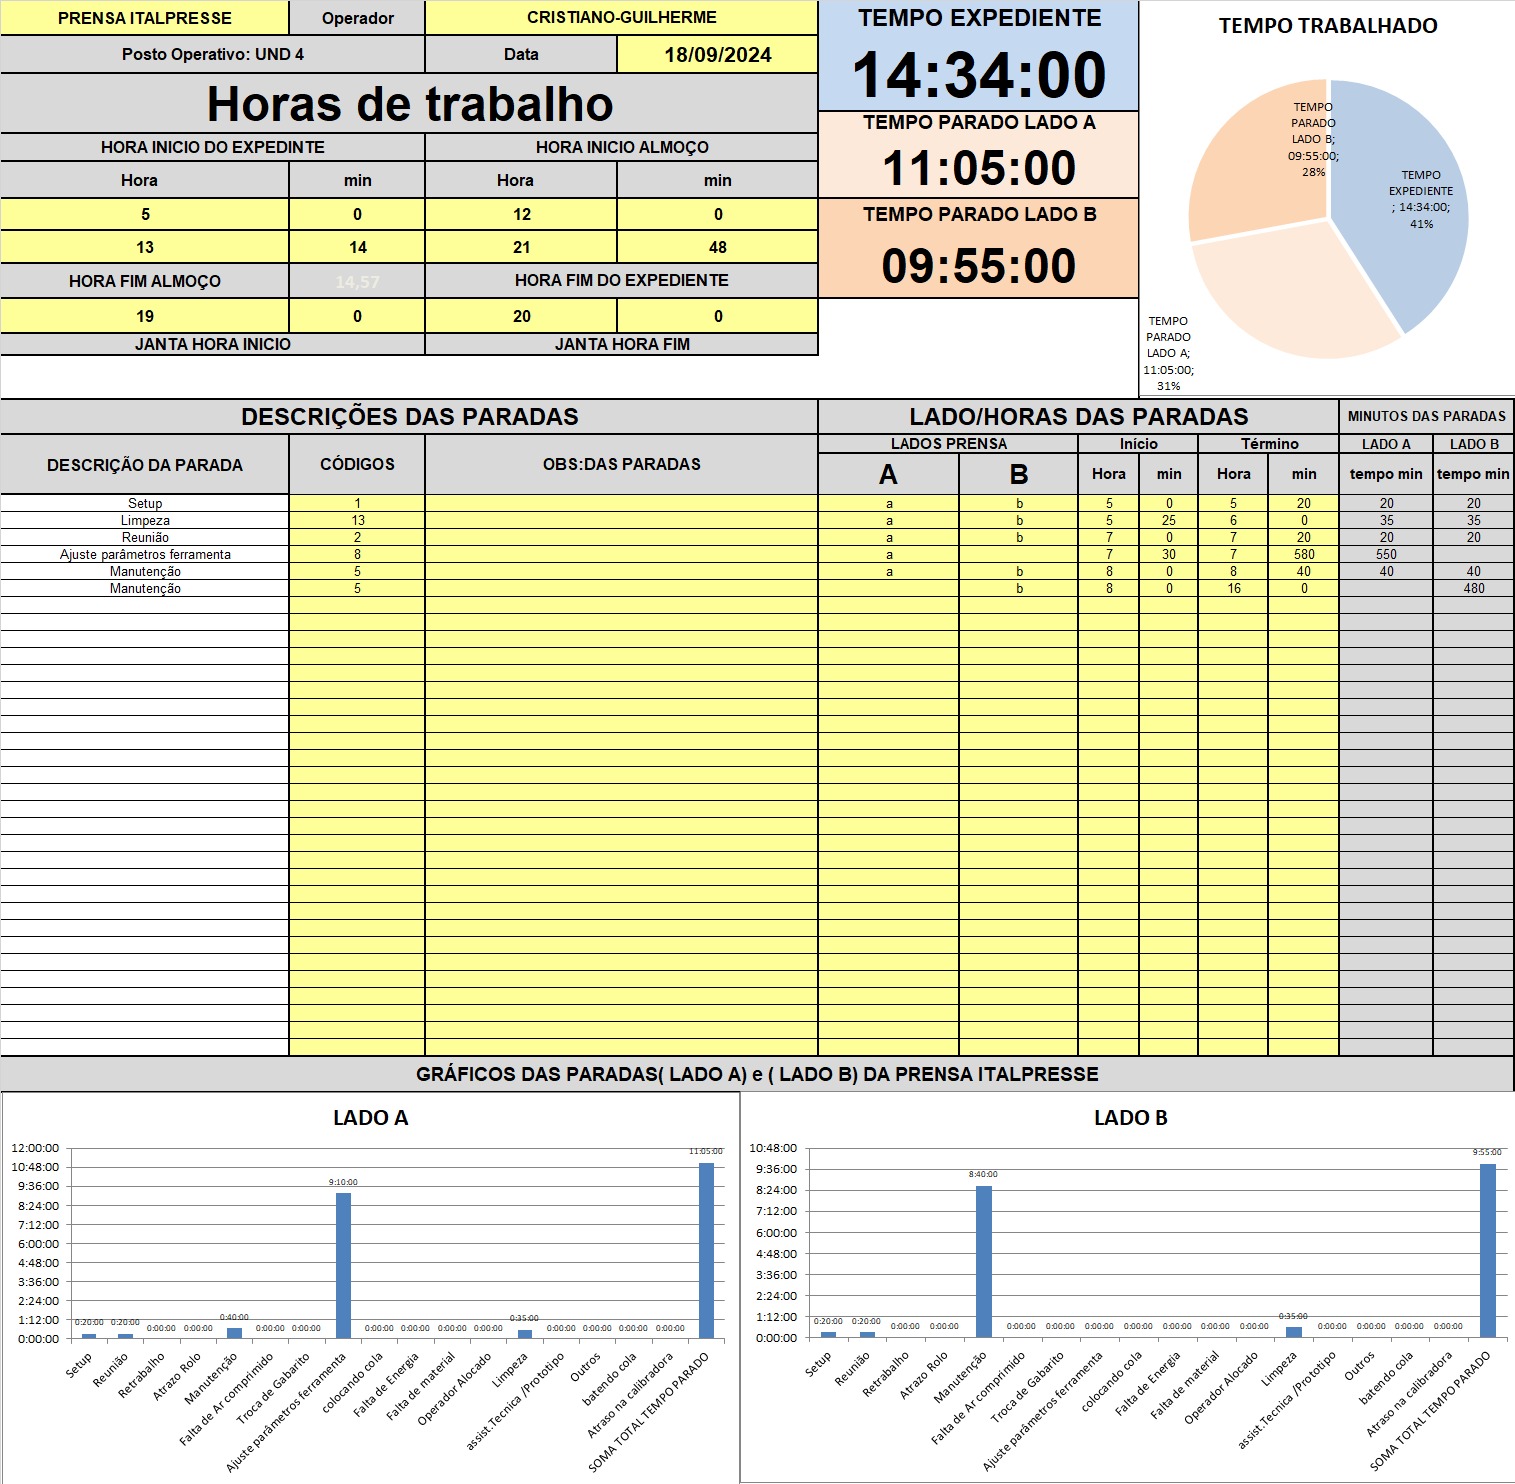 PRENSA ITALPRESSE Operador CRISTIANO-GUILHERME
Posto Operativo: UND 4 Data 18/09/2024
Horas de trabalho
HORA INICIO DO EXPEDINTE HORA INICIO ALMOÇO
Hora min Hora min
5 0 12 0
13 14 21 48
HORA FIM ALMOÇO 14,57 HORA FIM DO EXPEDIENTE
19 0 20 0
JANTA HORA INICIO JANTA HORA FIM
TEMPO EXPEDIENTE
14:34:00
TEMPO PARADO LADO A
11:05:00
TEMPO PARADO LADO B
09:55:00
TEMPO TRABALHADO
TEMPO
PARADO
LADO B;
09:55:00;
28%
TEMPO
EXPEDIENTE
; 14:34:00;
41%
TEMPO
PARADO
LADO A;
11:05:00;
31%
DESCRIÇÕES DAS PARADAS LADO/HORAS DAS PARADAS MINUTOS DAS PARADAS
DESCRIÇÃO DA PARADA CÓDIGOS OBS:DAS PARADAS LADOS PRENSA Início Término LADO A LADO B
A B Hora min Hora min tempo min tempo min
Setup 1 a b 5 0 5 20 20 20
Limpeza 13 a b 5 25 6 0 35 35
Reunião 2 a b 7 0 7 20 20 20
Ajuste parâmetros ferramenta 8 a 7 30 7 580 550
Manutenção 5 a b 8 0 8 40 40 40
Manutenção 5 b 8 0 16 0 480
GRÁFICOS DAS PARADAS( LADO A) e ( LADO B) DA PRENSA ITALPRESSE
LADO A
12:00:00
10:48:00
9:36:00
8:24:00
7:12:00
6:00:00
4:48:00
3:36:00
2:24:00
1:12:00
0:00:00
0:20:00 0:20:00 0:00:00 0:00:00 0:40:00 0:00:00 0:00:00 9:10:00 0:00:00 0:00:00 0:00:00 0:00:00 0:35:00 0:00:00 0:00:00 0:00:00 0:00:00 11:05:00
Setup
Reunião
Retrabalho
Atrazo Rolo
Manutenção
Falta de Ar comprimido
Troca de Gabarito
Ajuste parâmetros ferramenta
colocando cola
Falta de Energia
Falta de material
Operador Alocado
Limpeza
assist.Tecnica /Prototipo
Outros
batendo cola
Atraso na calibradora
SOMA TOTAL TEMPO PARADO
LADO B
10:48:00
9:36:00
8:24:00
7:12:00
6:00:00
4:48:00
3:36:00
2:24:00
1:12:00
0:00:00
0:20:00 0:20:00 0:00:00 0:00:00 8:40:00 0:00:00 0:00:00 0:00:00 0:00:00 0:00:00 0:00:00 0:00:00 0:35:00 0:00:00 0:00:00 0:00:00 0:00:00 9:55:00
Setup
Reunião
Retrabalho
Atrazo Rolo
Manutenção
Falta de Ar comprimido
Troca de Gabarito
Ajuste parâmetros ferramenta
colocando cola
Falta de Energia
Falta de material
Operador Alocado
Limpeza
assist.Tecnica /Prototipo
Outros
batendo cola
Atraso na calibradora
SOMA TOTAL TEMPO PARADO